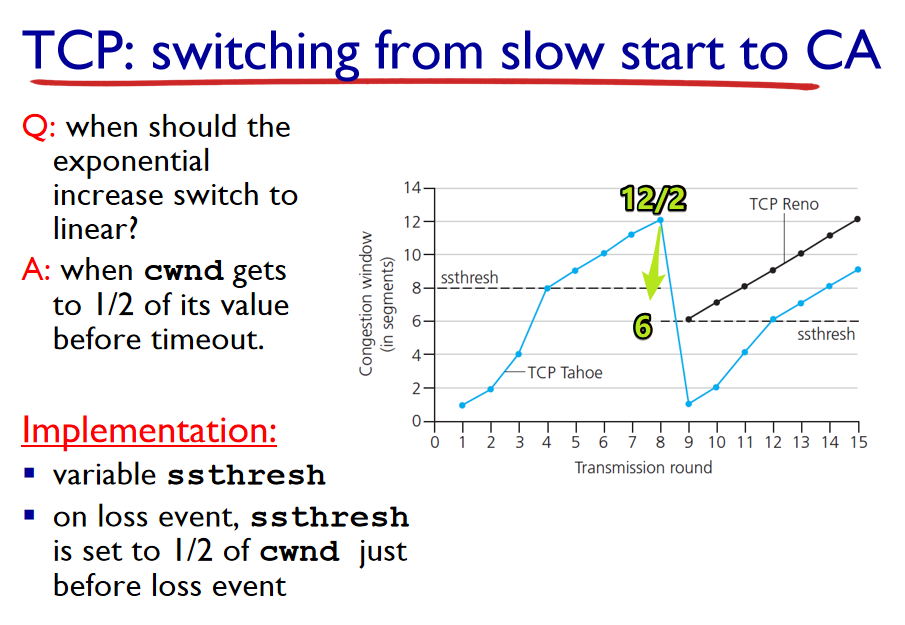 TCP: switching from slow start to CA
Q: when should the
exponential
increase switch to
linear?
A: when cwnd gets
to 1/2 of its value
before timeout.
Implementation:
▪ variable ssthresh
▪ on loss event, ssthresh
is set to 1/2 of cwnd just
before loss event
Congestion window
(in segments)
14
12
10
8
6
4
2
0
ssthresh
12/2
6
TCP Reno
ssthresh
TCP Tahoe
0 1 2 3 4 5 6 7 8 9 10 11 12 13 14 15
Transmission round